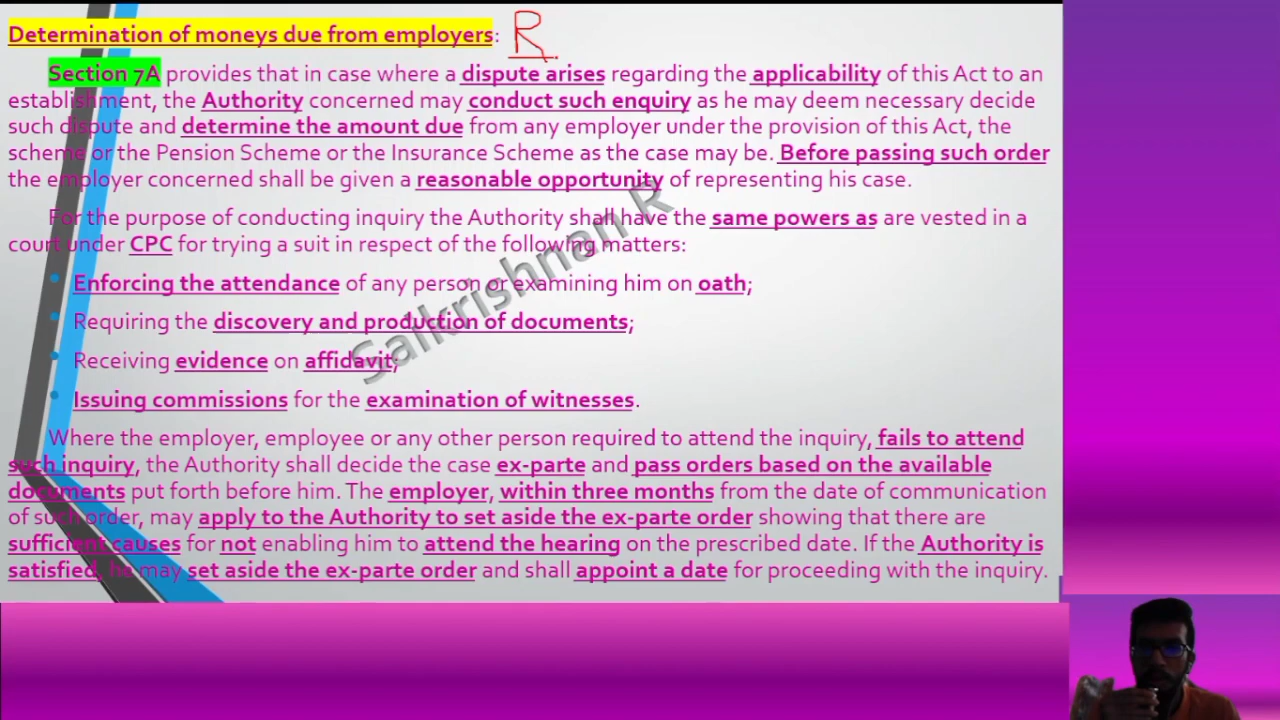 Determination of moneys due from employers: R
Section 7A provides that in case where a dispute arises regarding the applicability of this Act to an
establishment, the Authority concerned may conduct such enquiry as he may deem necessary decide
such dispute and determine the amount due from any employer under the provision of this Act, the
scheme or the Pension Scheme or the Insurance Scheme as the case may be. Before passing such order
the employer concerned shall be given a reasonable opportunity of representing his case.
For the purpose of conducting inquiry the Authority shall have the same powers as are vested in a
court under CPC for trying a suit in respect of the following matters:
Enforcing the attendance of any person or examining him on oath;
Requiring the discovery and production of documents;
Receiving evidence on affidavit;
Issuing commissions for the examination of witnesses.
Where the employer, employee or any other person required to attend the inquiry, fails to attend
such inquiry, the Authority shall decide the case ex-parte and pass orders based on the available
documents put forth before him. The employer, within three months from the date of communication
of such order, may apply to the Authority to set aside the ex-parte order showing that there are
sufficient causes for not enabling him to attend the hearing on the prescribed date. If the Authority is
satisfied, he may set aside the ex-parte order and shall appoint a date for proceeding with the inquiry.
Saikrishnan R